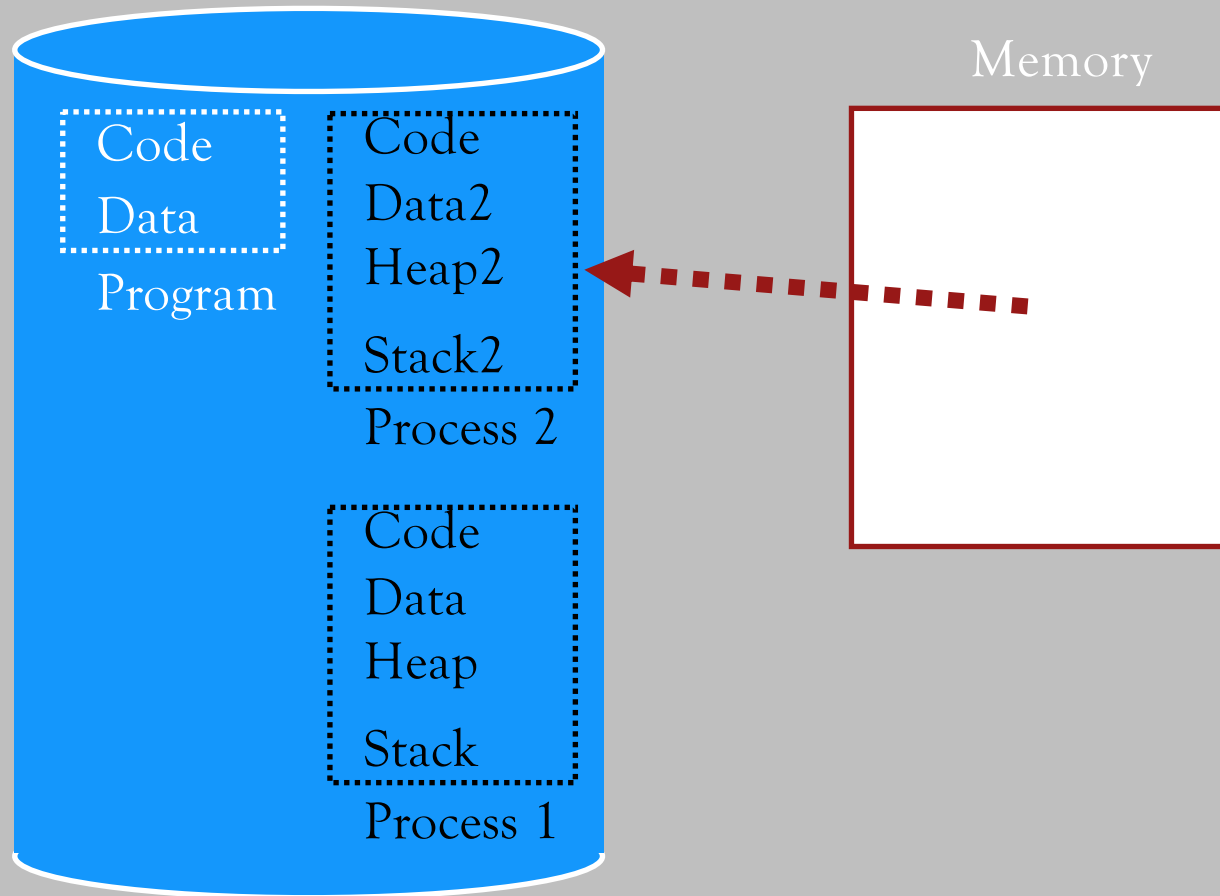 Memory
Code
Data
Program
Code
Data2
Heap2
Stack2
Process 2
Code
Data
Heap
Stack
Process 1